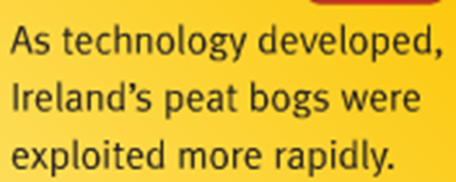 As technology developed,
Ireland's peat bogs were
exploited more rapidly.